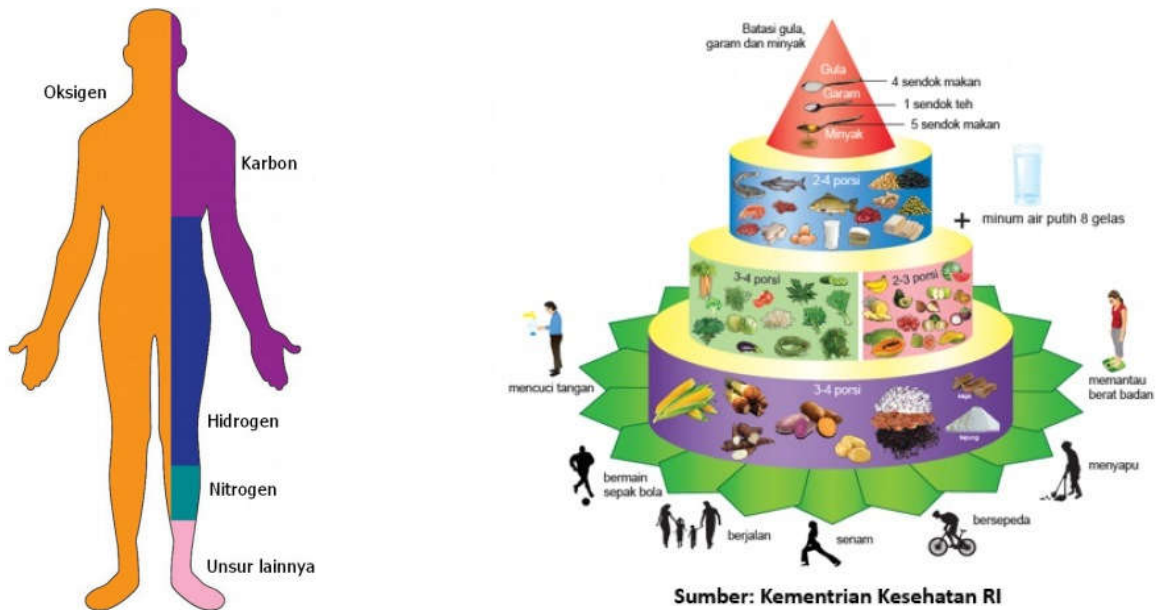 Oksigen
Karbon
Hidrogen
Nitrogen
Unsur lainnya
Batasi gula,
garam dan minyak
Gula
4 sendok makan
Garam
1 sendok teh
5 sendok makan
Minyak
2-4 porsi
+ minum air putih 8 gelas
3-4 porsi
2-3 porsi
mencuci tangan
memantau
berat badan
3-4 porsi
tepung
bermain
sepak bola
menyapu
berjalan
senam
bersepeda
Sumber: Kementrian Kesehatan RI